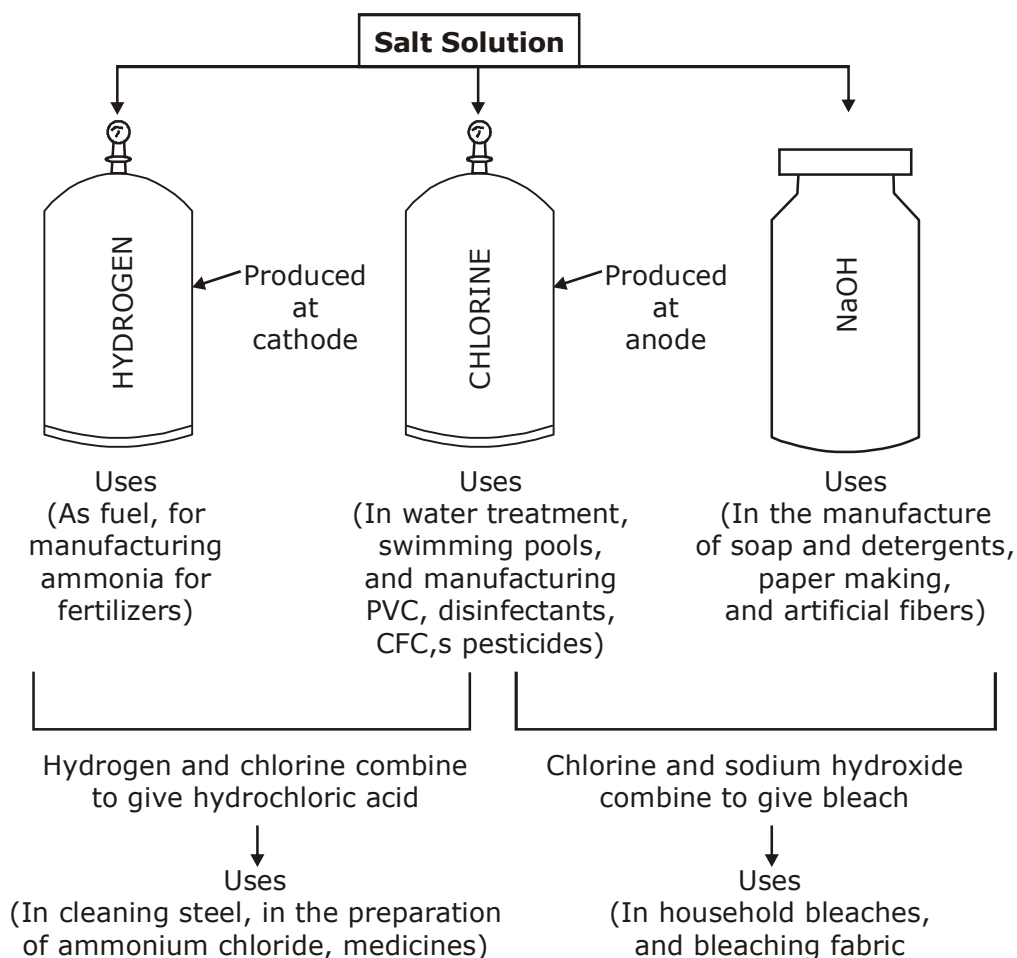 Salt Solution
HYDROGEN
Produced
at
cathode
CHLORINE
Produced
at
anode
NaOH
Uses
(As fuel, for
manufacturing
ammonia for
fertilizers)
Uses
(In water treatment,
swimming pools,
and manufacturing
PVC, disinfectants,
CFC,s pesticides)
Uses
(In the manufacture
of soap and detergents,
paper making,
and artificial fibers)
Hydrogen and chlorine combine
to give hydrochloric acid
Chlorine and sodium hydroxide
combine to give bleach
Uses
(In cleaning steel, in the preparation
of ammonium chloride, medicines)
Uses
(In household bleaches,
and bleaching fabric